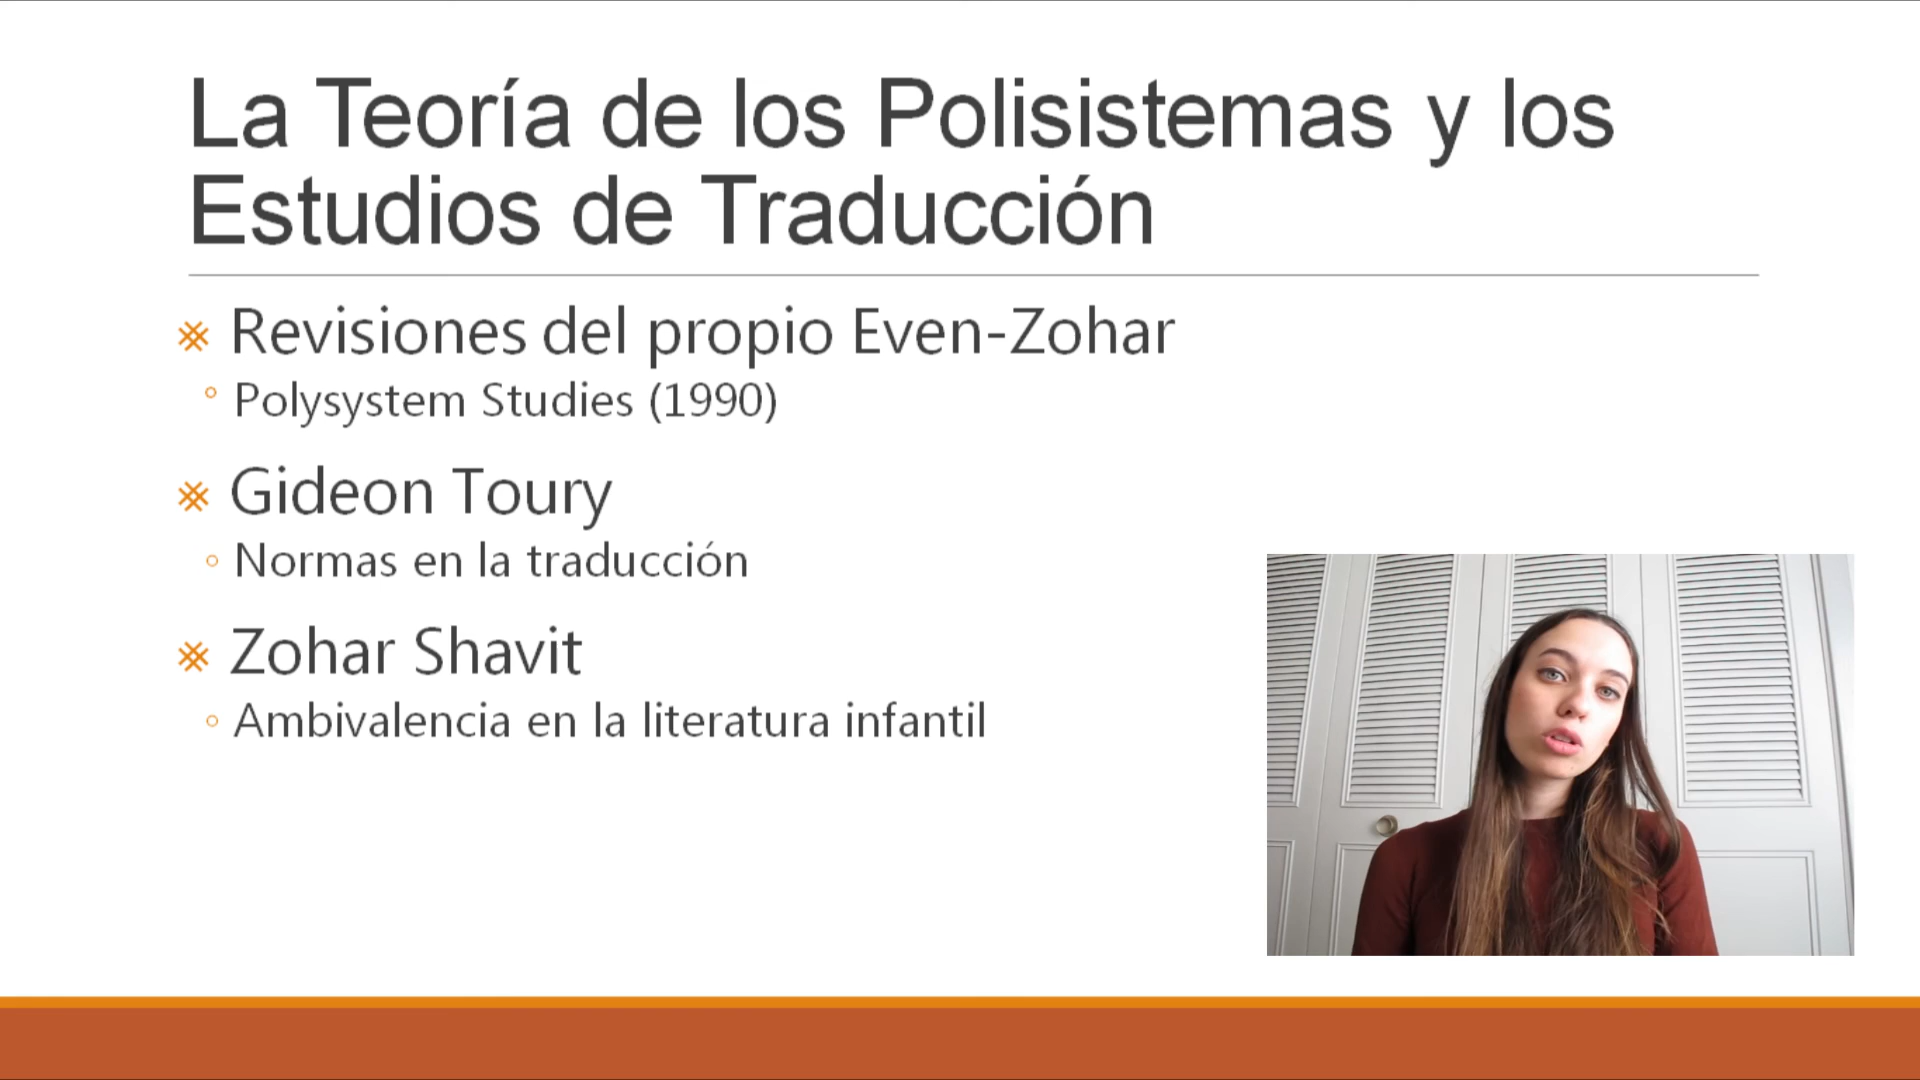 La Teoría de los Polisistemas y los
Estudios de Traducción
Revisiones del propio Even-Zohar
Polysystem Studies (1990)
Gideon Toury
Normas en la traducción
Zohar Shavit
Ambivalencia en la literatura infantil